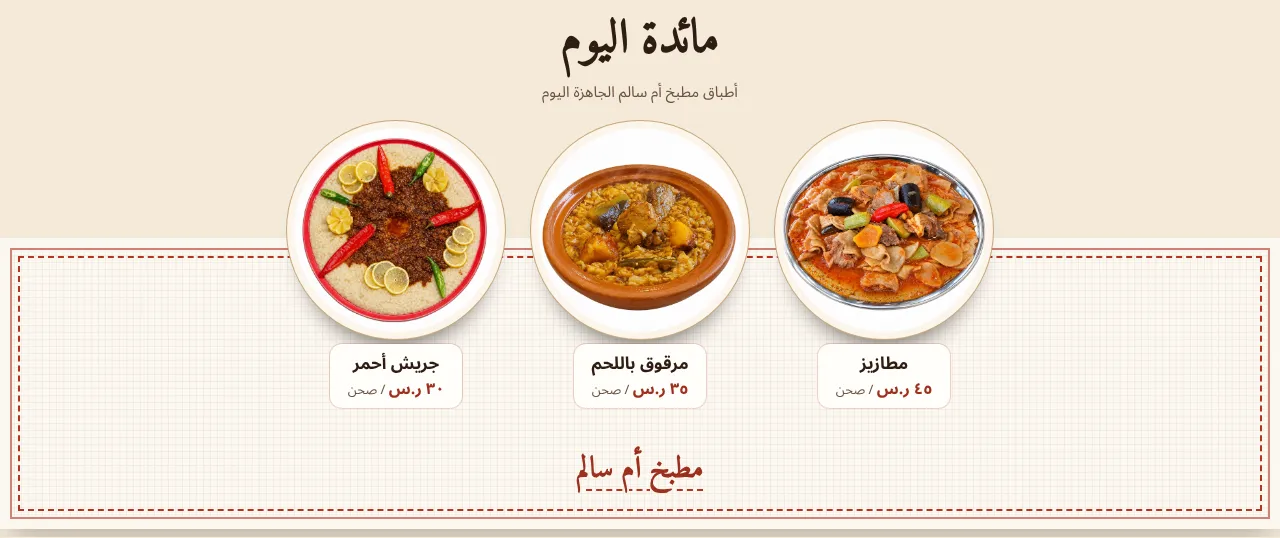 مائدة اليوم
أطباق مطبخ أم سالم الجاهزة اليوم
مطازيز
٤٥ ر.س / صحن
مرقوق باللحم
٣٥ ر.س / صحن
جريش أحمر
٣٠ ر.س / صحن
مطبخ أم سالم